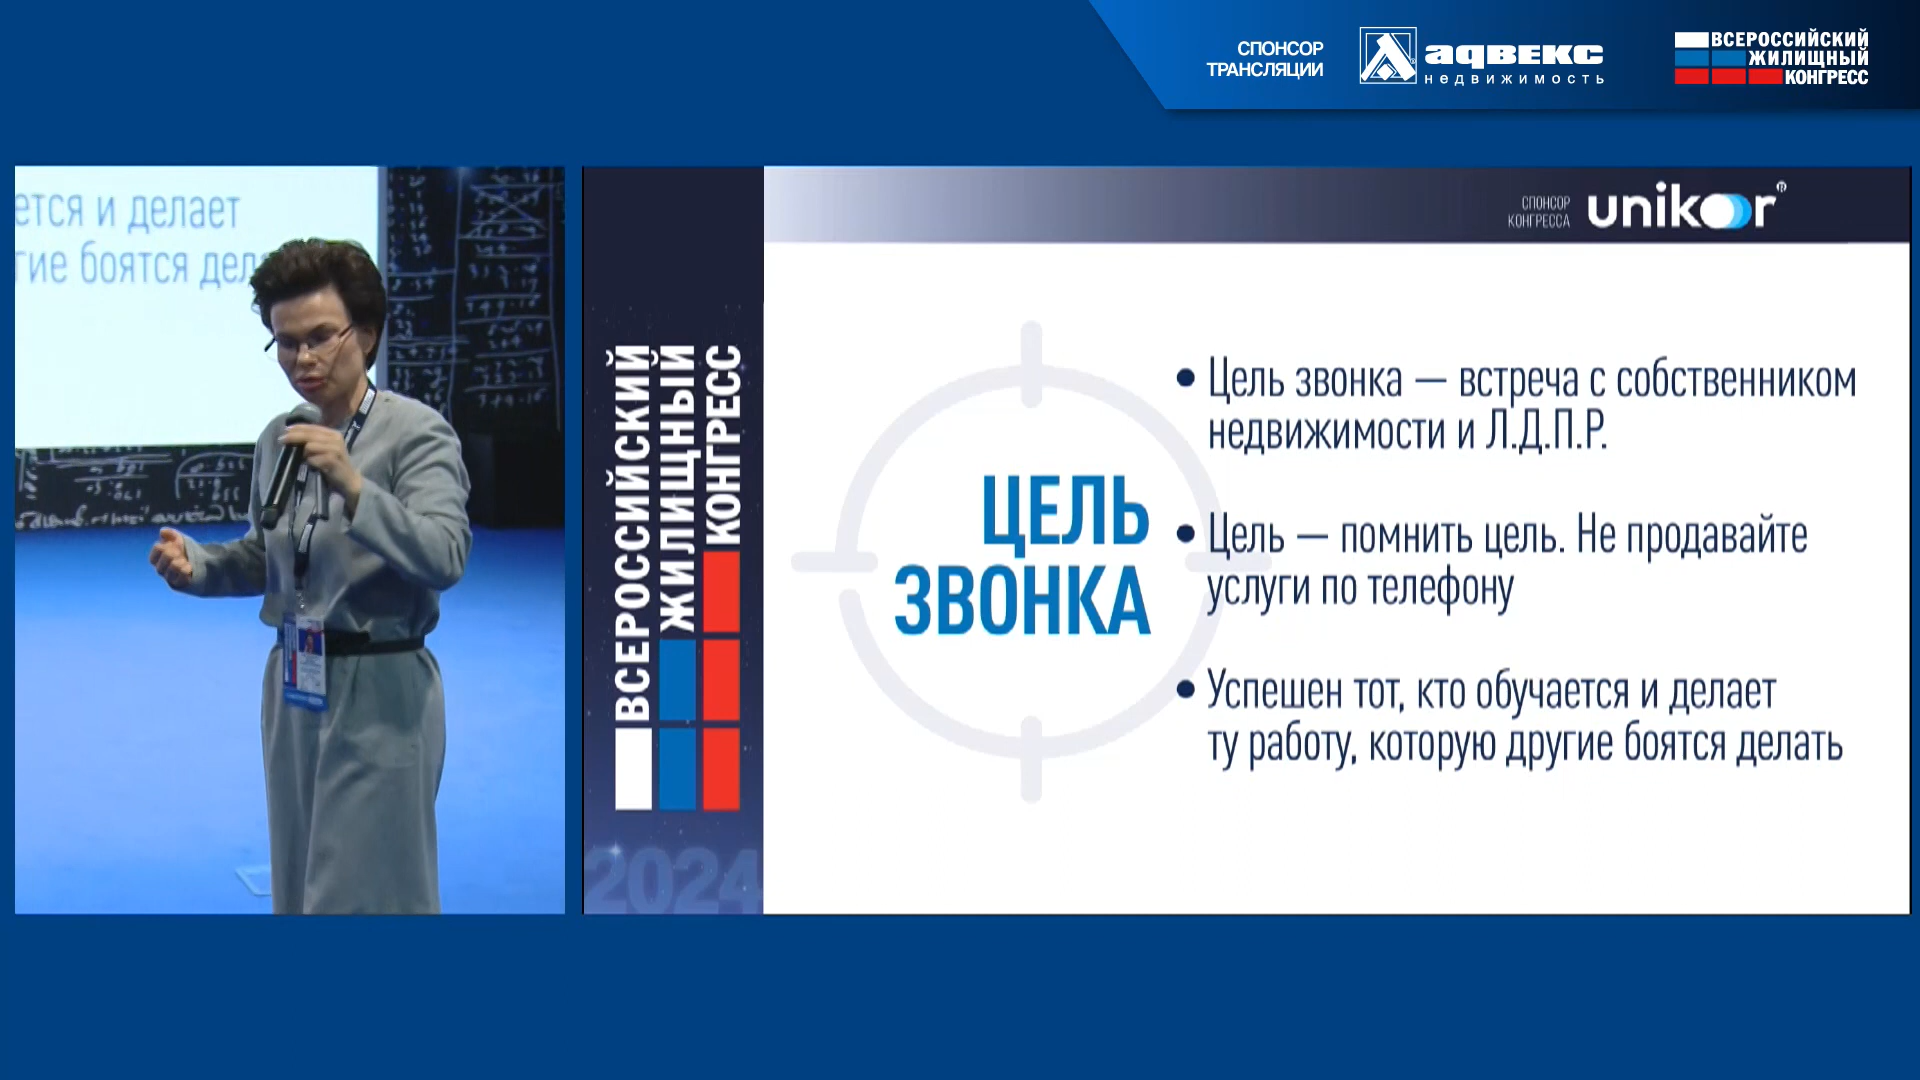 СПОНСОР
ТРАНСЛЯЦИИ
адвекс
недвижимость
ВСЕРОССИЙСКИЙ
ЖИЛИЩНЫЙ
КОНГРЕСС
ется и делает
гие боятся дел
ВСЕРОССИЙСКИЙ
ЖИЛИЩНЫЙ
КОНГРЕСС
2024
СПОНСОР
КОНГРЕССА
unikor®
ЦЕЛЬ
ЗВОНКА
• Цель звонка — встреча с собственником
недвижимости и Л.Д.П.Р.
• Цель — помнить цель. Не продавайте
услуги по телефону
• Успешен тот, кто обучается и делает
ту работу, которую другие боятся делать